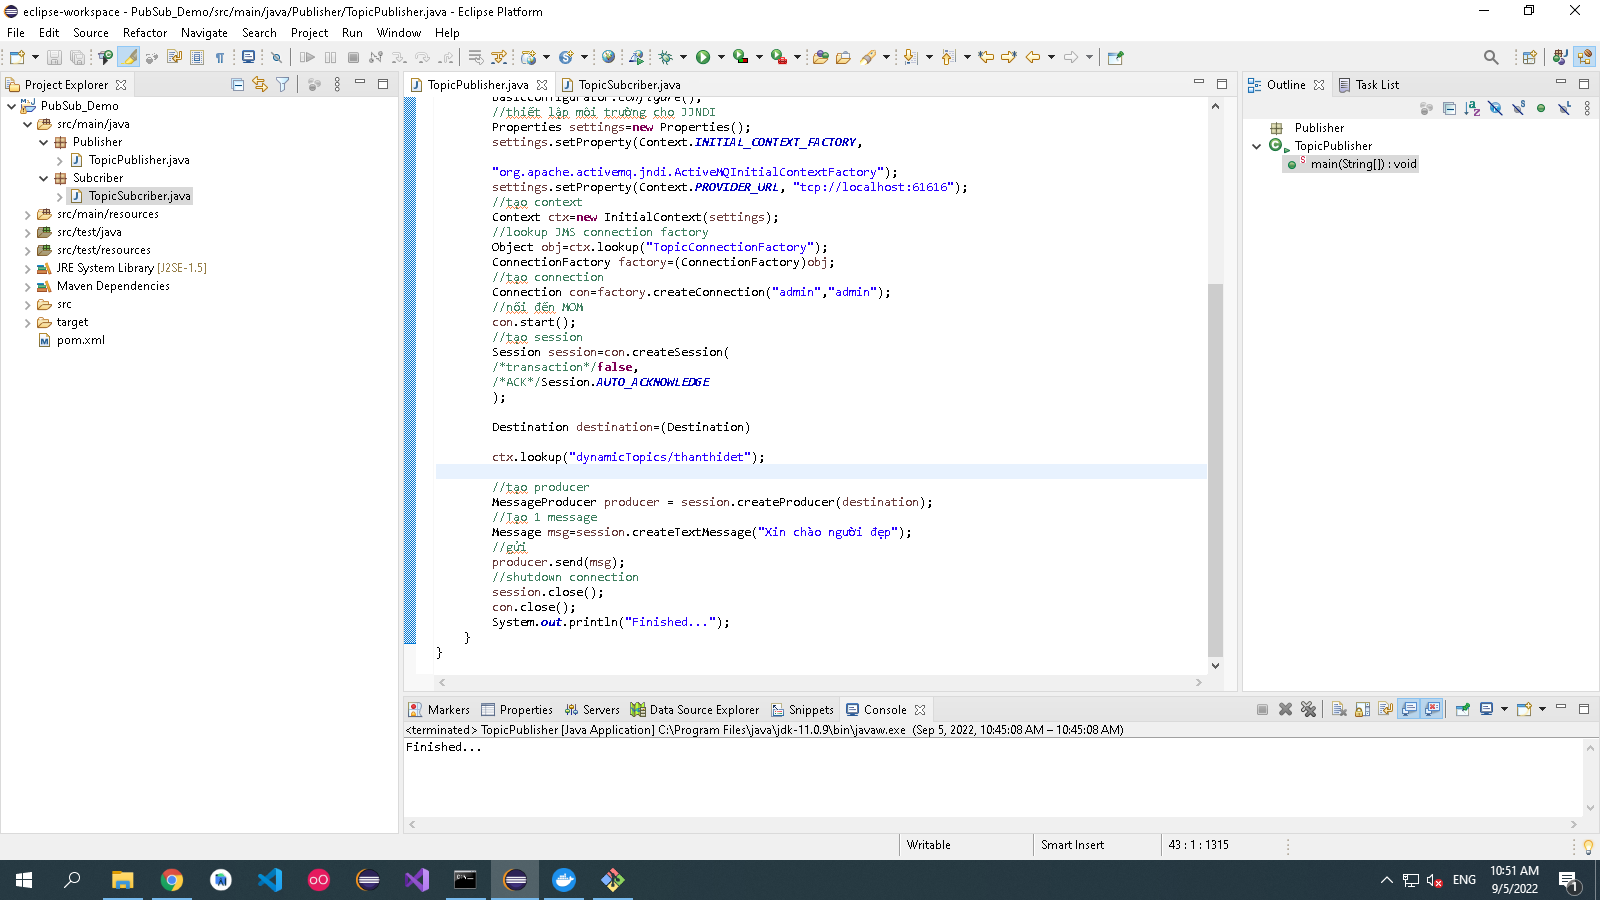 eclipse-workspace - PubSub_Demo/src/main/java/Publisher/TopicPublisher.java - Eclipse Platform
File Edit Source Refactor Navigate Search Project Run Window Help
Project Explorer
PubSub_Demo
src/main/java
Publisher
TopicPublisher.java
Subcriber
TopicSubcriber.java
src/main/resources
src/test/java
src/test/resources
JRE System Library [J2SE-1.5]
Maven Dependencies
src
target
pom.xml
TopicPublisher.java TopicSubcriber.java
BasicConfigurator.configure();
//thiết lập môi trường cho JJNDI
Properties settings=new Properties();
settings.setProperty(Context.INITIAL_CONTEXT_FACTORY,
"org.apache.activemq.jndi.ActiveMQInitialContextFactory");
settings.setProperty(Context.PROVIDER_URL, "tcp://localhost:61616");
//tạo context
Context ctx=new InitialContext(settings);
//lookup JMS connection factory
Object obj=ctx.lookup("TopicConnectionFactory");
ConnectionFactory factory=(ConnectionFactory)obj;
//tạo connection
Connection con=factory.createConnection("admin","admin");
//nối đến MOM
con.start();
//tạo session
Session session=con.createSession(
/*transaction*/false,
/*ACK*/Session.AUTO_ACKNOWLEDGE
);
Destination destination=(Destination)
ctx.lookup("dynamicTopics/thanthidet");
//tạo producer
MessageProducer producer = session.createProducer(destination);
//Tạo 1 message
Message msg=session.createTextMessage("Xin chào người đẹp");
//gửi
producer.send(msg);
//shutdown connection
session.close();
con.close();
System.out.println("Finished...");
}
}
Outline Task List
Publisher
TopicPublisher
main(String[]) : void
Markers Properties Servers Data Source Explorer Snippets Console
<terminated> TopicPublisher [Java Application] C:\Program Files\java\jdk-11.0.9\bin\javaw.exe (Sep 5, 2022, 10:45:08 AM – 10:45:08 AM)
Finished...
Writable Smart Insert 43 : 1 : 1315
ENG 10:51 AM
9/5/2022
1